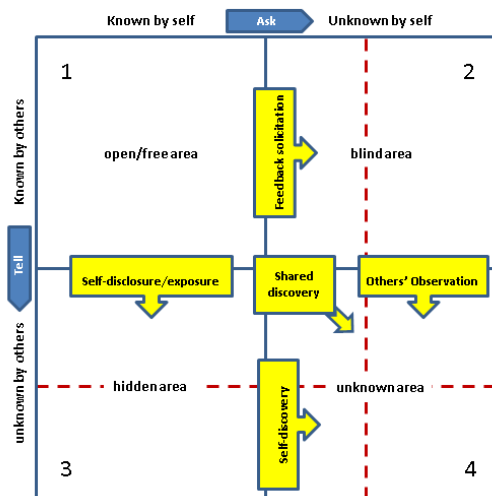 Known by self
Ask
Unknown by self
1
2
Known by others
open/free area
Feedback solicitation
blind area
Tell
Self-disclosure/exposure
Shared
discovery
Others' Observation
unknown by others
hidden area
Self-discovery
unknown area
3
4